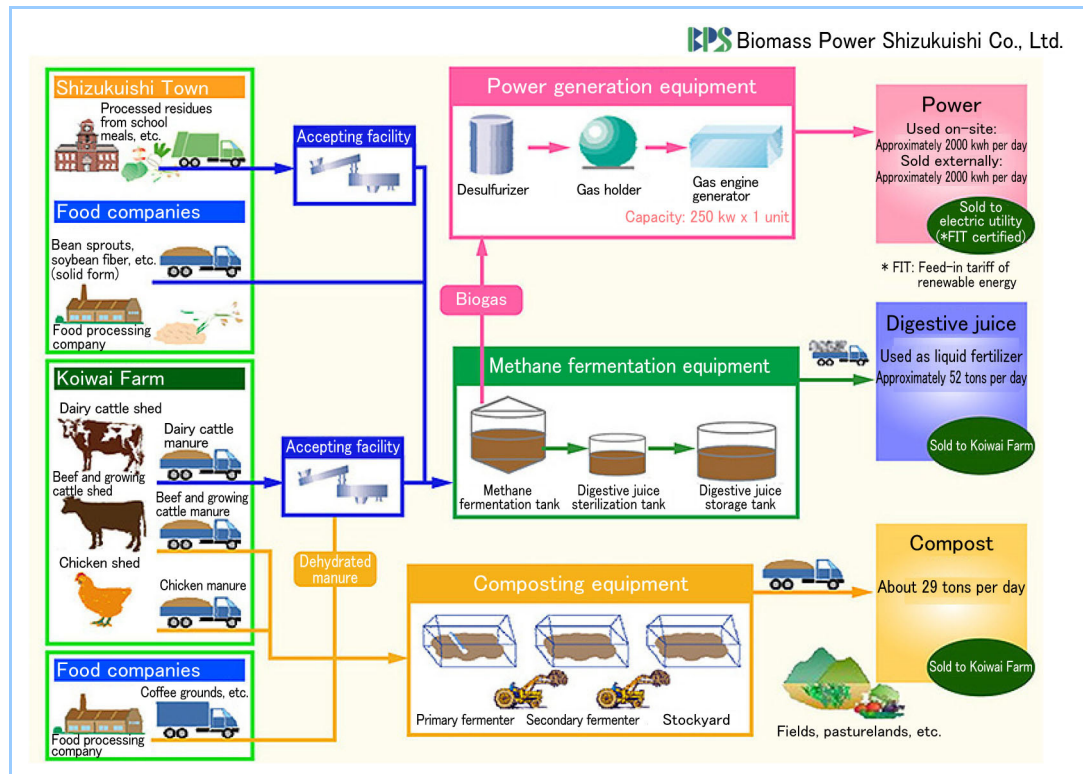 BPS Biomass Power Shizukuishi Co., Ltd.
Shizukuishi Town
Processed residues
from school
meals, etc.
Food companies
Bean sprouts,
soybean fiber, etc.
(solid form)
Food processing
company
Koiwai Farm
Dairy cattle shed
Dairy cattle
manure
Beef and growing
cattle shed
Beef and growing
cattle manure
Chicken shed
Chicken manure
Food companies
Coffee grounds, etc.
Food processing
company
Accepting facility
Accepting facility
Dehydrated
manure
Biogas
Power generation equipment
Desulfurizer
Gas holder
Gas engine
generator
Capacity: 250 kw x 1 unit
Methane fermentation equipment
Methane
fermentation tank
Digestive juice
sterilization tank
Digestive juice
storage tank
Composting equipment
Primary fermenter
Secondary fermenter
Stockyard
Power
Used on-site:
Approximately 2000 kwh per day
Sold externally:
Approximately 2000 kwh per day
Sold to
electric utility
(*FIT certified)
* FIT: Feed-in tariff of
renewable energy
Digestive juice
Used as liquid fertilizer
Approximately 52 tons per day
Sold to Koiwai Farm
Compost
About 29 tons per day
Sold to Koiwai Farm
Fields, pasturelands, etc.